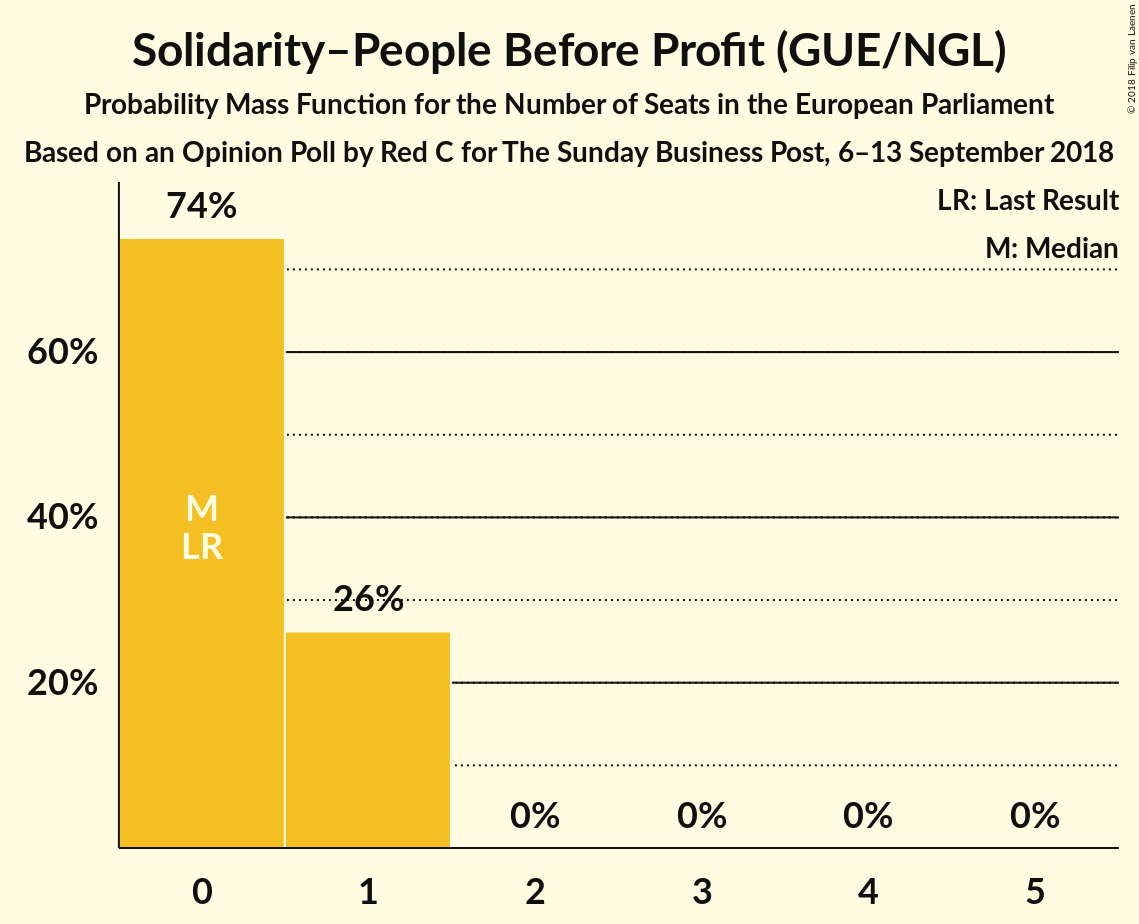 Solidarity–People Before Profit (GUE/NGL)
Probability Mass Function for the Number of Seats in the European Parliament
Based on an Opinion Poll by Red C for The Sunday Business Post, 6–13 September 2018
© 2018 Filip van Laenen
LR: Last Result
M: Median
74%
60%
40%
20%
M
LR
26%
0% 0% 0% 0%
0 1 2 3 4 5